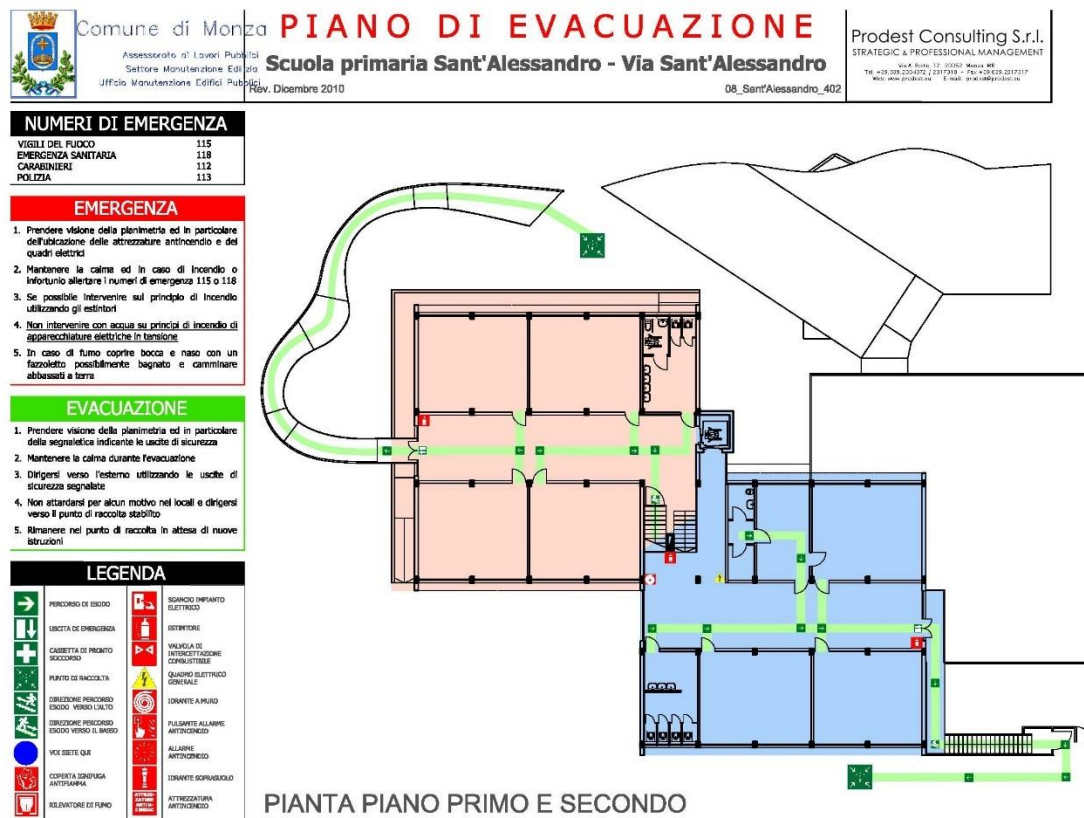 Comune di Monza
Assessorato ai Lavori Pubblici
Settore Manutenzione Edilizia
Ufficio Manutenzione Edifici Pubblici
PIANO DI EVACUAZIONE
Scuola primaria Sant'Alessandro - Via Sant'Alessandro
Rev. Dicembre 2010
08_Sant'Alessandro_402
Prodest Consulting S.r.l.
STRATEGIC & PROFESSIONAL MANAGEMENT
NUMERI DI EMERGENZA
VIGILI DEL FUOCO 115
EMERGENZA SANITARIA 118
CARABINIERI 112
POLIZIA 113
EMERGENZA
1. Prendere visione della planimetria ed in particolare
dell'ubicazione delle attrezzature antincendio e dei
quadri elettrici
2. Mantenere la calma ed in caso di incendio o
infortunio allertare i numeri di emergenza 115 o 118
3. Se possibile intervenire sul principio di incendio
utilizzando gli estintori
4. Non intervenire con acqua su principi di incendio di
apparecchiature elettriche in tensione
5. In caso di fumo coprire bocca e naso con un
fazzoletto possibilmente bagnato e camminare
abbassati a terra
EVACUAZIONE
1. Prendere visione della planimetria ed in particolare
della segnaletica indicante le uscite di sicurezza
2. Mantenere la calma durante l'evacuazione
3. Dirigersi verso l'esterno utilizzando le uscite di
sicurezza segnalate
4. Non attardarsi per alcun motivo nei locali e dirigersi
verso il punto di raccolta stabilito
5. Rimanere nel punto di raccolta in attesa di nuove
istruzioni
LEGENDA
PERCORSO DI ESODO
USCITA DI EMERGENZA
CASSETTA DI PRONTO
SOCCORSO
PUNTO DI RACCOLTA
DIREZIONE PERCORSO
ESODO VERSO L'ALTO
DIREZIONE PERCORSO
ESODO VERSO IL BASSO
VOI SIETE QUI
COPERTA IGNIFUGA
ANTIFIAMMA
RILEVATORE DI FUMO
SGANCIO IMPIANTO
ELETTRICO
ESTINTORE
VALVOLA DI
INTERCETTAZIONE
COMBUSTIBILE
QUADRO ELETTRICO
GENERALE
IDRANTE A MURO
PULSANTE ALLARME
ANTINCENDIO
ALLARME
ANTINCENDIO
IDRANTE SOPRASUOLO
ATTREZZATURA
ANTINCENDIO
PIANTA PIANO PRIMO E SECONDO